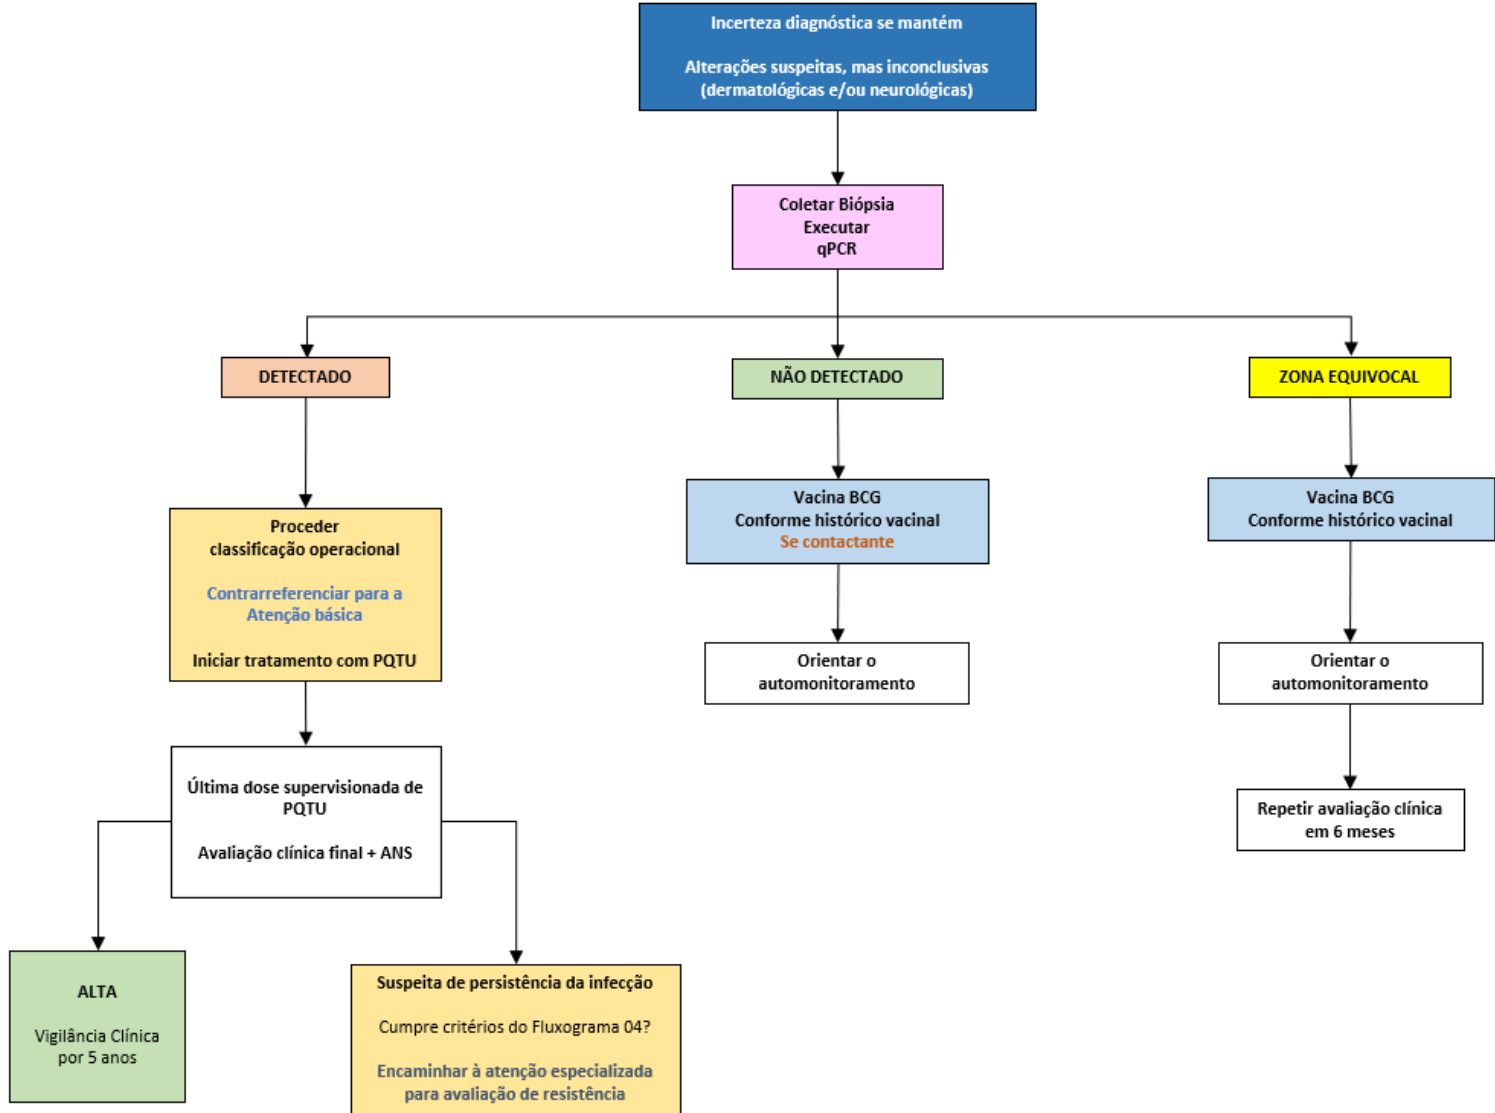 Incerteza diagnóstica se mantém
Alterações suspeitas, mas inconclusivas
(dermatológicas e/ou neurológicas)
Coletar Biópsia
Executar
qPCR
DETECTADO
NÃO DETECTADO
ZONA EQUIVOCAL
Proceder
classificação operacional
Contrarreferenciar para a
Atenção básica
Iniciar tratamento com PQTU
Vacina BCG
Conforme histórico vacinal
Se contactante
Vacina BCG
Conforme histórico vacinal
Orientar o
automonitoramento
Orientar o
automonitoramento
Última dose supervisionada de
PQTU
Avaliação clínica final + ANS
Repetir avaliação clínica
em 6 meses
ALTA
Vigilância Clínica
por 5 anos
Suspeita de persistência da infecção
Cumpre critérios do Fluxograma 04?
Encaminhar à atenção especializada
para avaliação de resistência